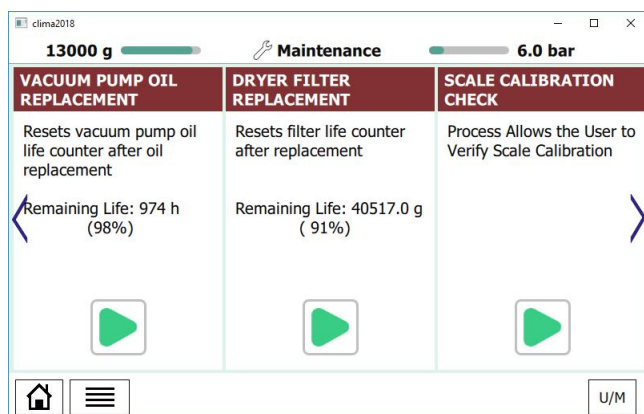 clima2018
13000 g
Maintenance
6.0 bar
VACUUM PUMP OIL
REPLACEMENT
Resets vacuum pump oil
life counter after oil
replacement
Remaining Life: 974 h
(98%)
DRYER FILTER
REPLACEMENT
Resets filter life counter
after replacement
Remaining Life: 40517.0 g
( 91%)
SCALE CALIBRATION
CHECK
Process Allows the User to
Verify Scale Calibration
U/M